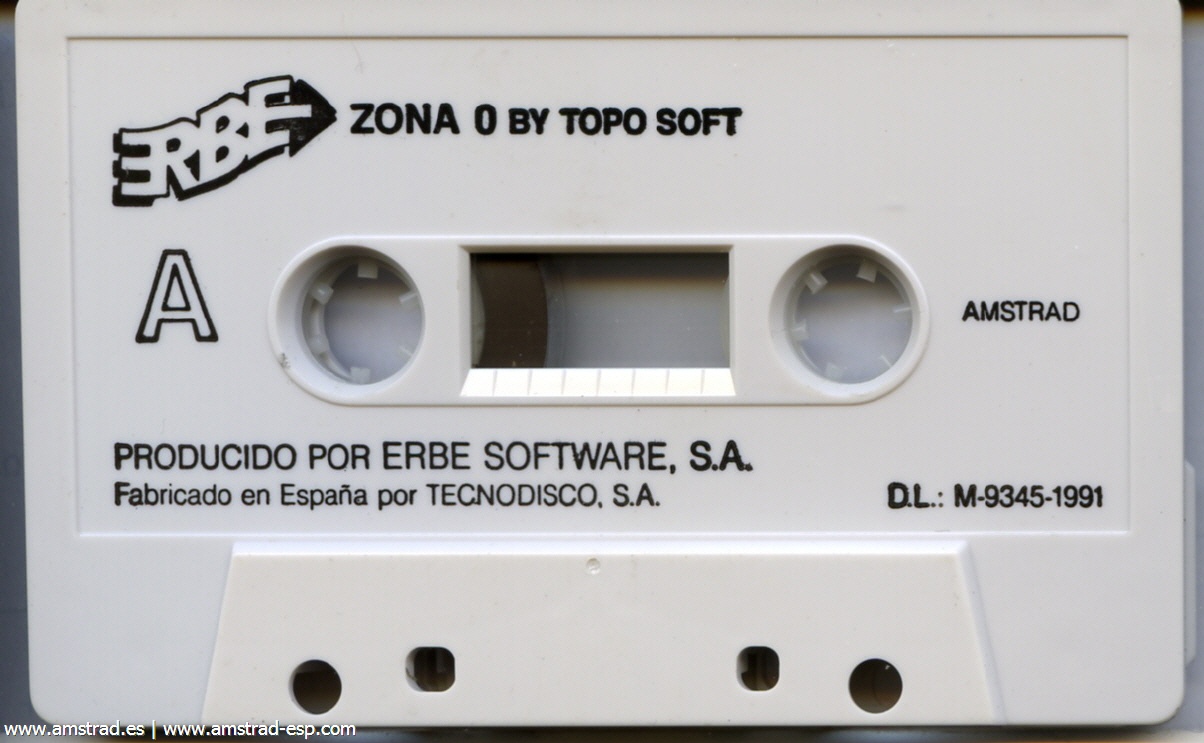 ERBE
ZONA 0 BY TOPO SOFT
A
AMSTRAD
PRODUCIDO POR ERBE SOFTWARE, S.A.
Fabricado en España por TECNODISCO, S.A.
D.L.: M-9345-1991
www.amstrad.es | www.amstrad-esp.com